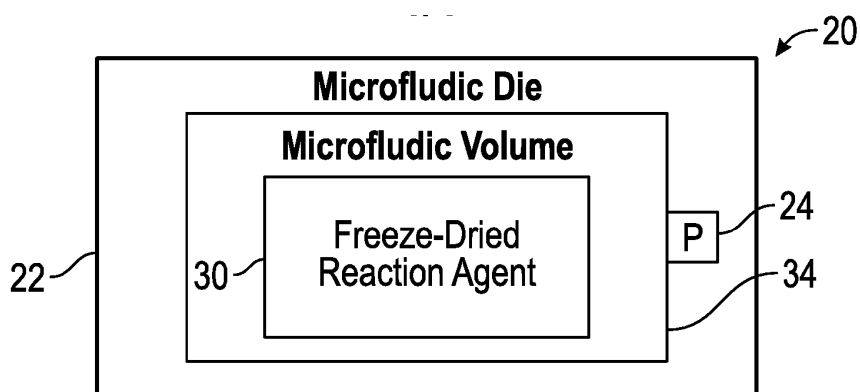 20
Microfludic Die
Microfludic Volume
24
P
Freeze-Dried
Reaction Agent
22
30
34